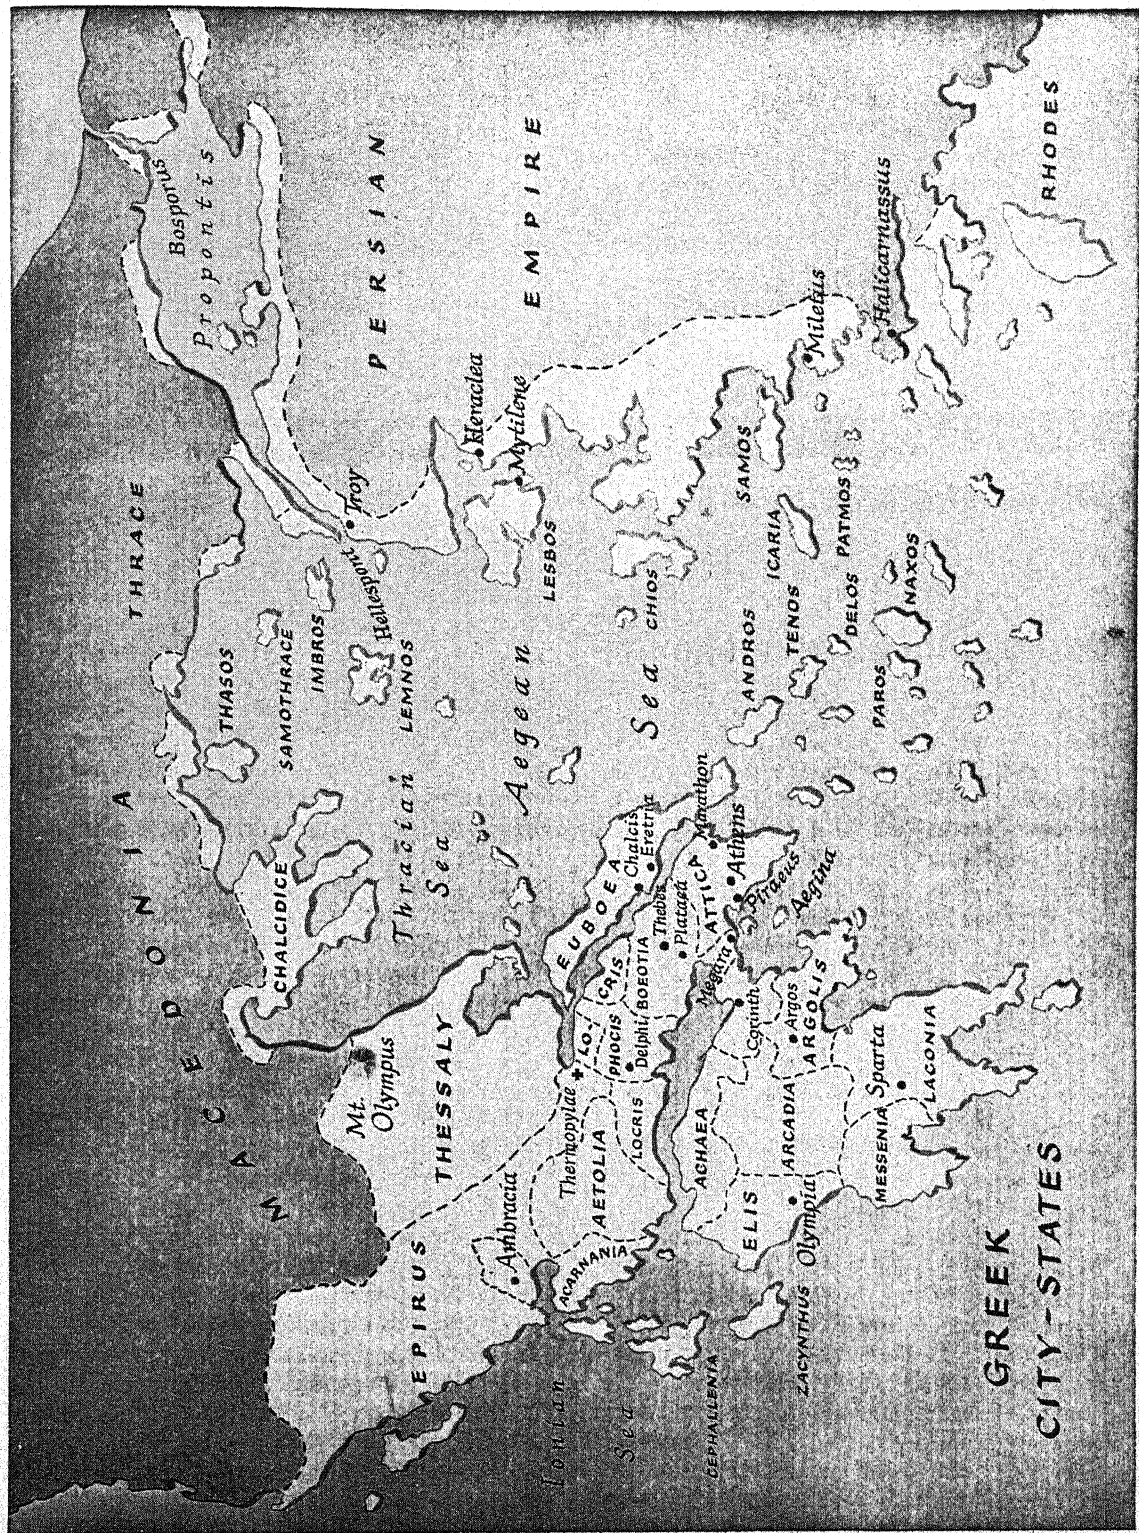 MACEDONIA
THRACE
Bosporus
Propontis
PERSIAN
EMPIRE
CHALCIDICE
THASOS
SAMOTHRACE
IMBROS
Hellespont
Troy
LEMNOS
Thracian
Sea
Mt.
Olympus
THESSALY
EPIRUS
Ambracia
Aegean
Sea
Heraclea
Mytilene
LESBOS
CHIOS
Thermopylae
AETOLIA
ACARNANIA
LOCRIS
LO-
CRIS
PHOCIS
Delphi
BOEOTIA
EUBOEA
Chalcis
Eretria
Thebes
Plataea
ATTICA
Marathon
Athens
Piraeus
Aegina
Megara
Corinth
Argos
ARGOLIS
ACHAEA
ELIS
Olympia
ARCADIA
MESSENIA
Sparta
LACONIA
Ionian
Sea
CEPHALLENIA
ZACYNTHUS
ANDROS
TENOS
ICARIA
SAMOS
Miletus
DELOS
PATMOS
PAROS
NAXOS
Halicarnassus
RHODES
GREEK
CITY-STATES